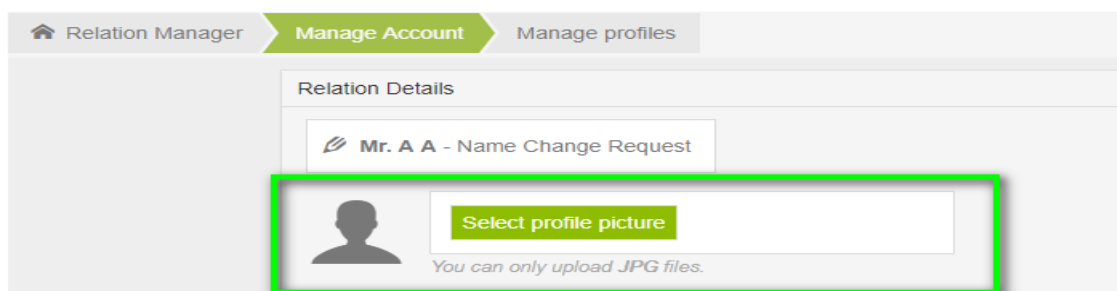 Relation Manager Manage Account Manage profiles
Relation Details
Mr. A A - Name Change Request
Select profile picture
You can only upload JPG files.